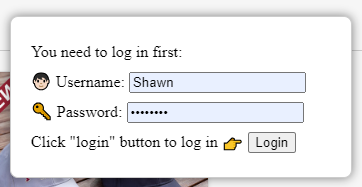 You need to log in first:
Username: Shawn
Password: ••••••••
Click "login" button to log in Login